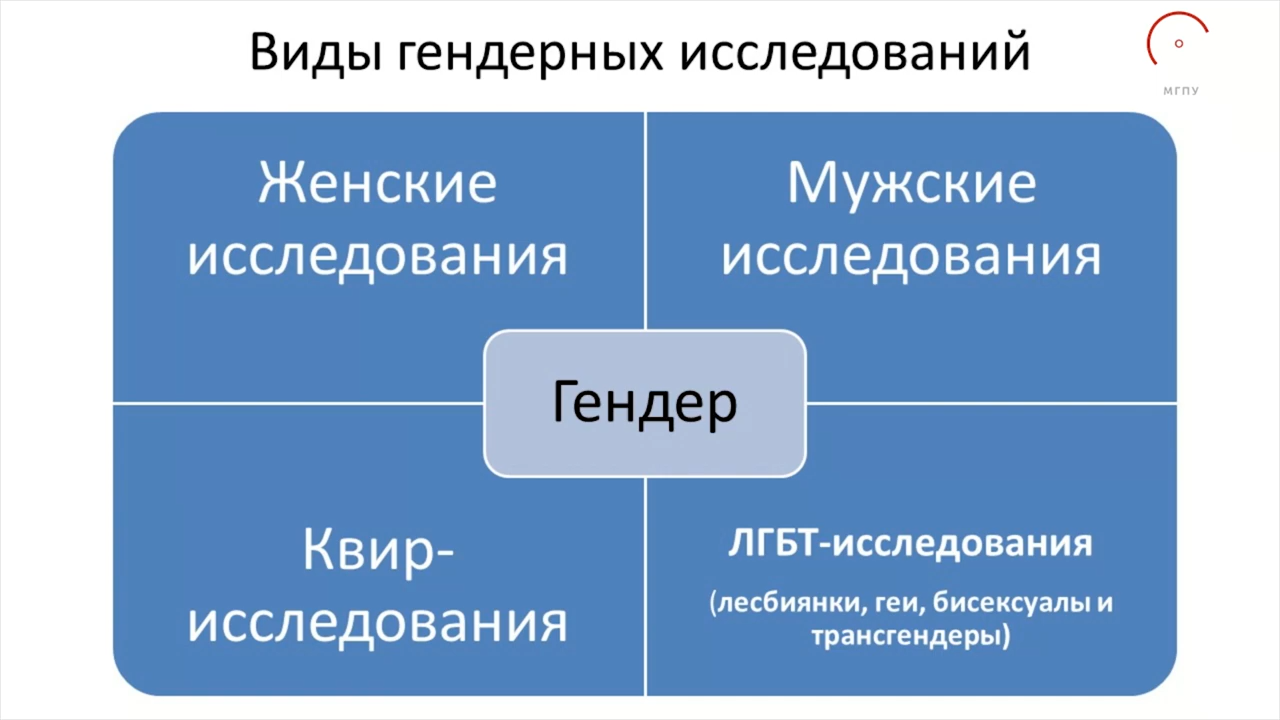 Виды гендерных исследований
МГПУ
Женские
исследования
Мужские
исследования
Гендер
Квир-
исследования
ЛГБТ-исследования
(лесбиянки, геи, бисексуалы и
трансгендеры)